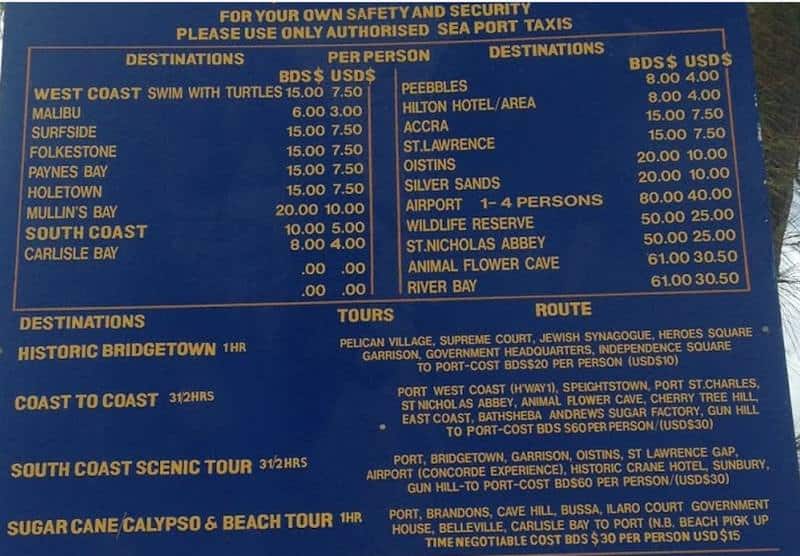 FOR YOUR OWN SAFETY AND SECURITY
PLEASE USE ONLY AUTHORISED SEA PORT TAXIS
DESTINATIONS PER PERSON
BDS$ USD$
WEST COAST SWIM WITH TURTLES 15.00 7.50
MALIBU 6.00 3.00
SURFSIDE 15.00 7.50
FOLKESTONE 15.00 7.50
PAYNES BAY 15.00 7.50
HOLETOWN 15.00 7.50
MULLIN'S BAY 20.00 10.00
SOUTH COAST 10.00 5.00
CARLISLE BAY 8.00 4.00
.00 .00
.00 .00
DESTINATIONS
BDS$ USD$
PEEBBLES 8.00 4.00
HILTON HOTEL/AREA 8.00 4.00
ACCRA 15.00 7.50
ST.LAWRENCE 15.00 7.50
OISTINS 20.00 10.00
SILVER SANDS 20.00 10.00
AIRPORT 1-4 PERSONS 80.00 40.00
WILDLIFE RESERVE 50.00 25.00
ST.NICHOLAS ABBEY 50.00 25.00
ANIMAL FLOWER CAVE 61.00 30.50
RIVER BAY 61.00 30.50
DESTINATIONS TOURS ROUTE
HISTORIC BRIDGETOWN 1HR
PELICAN VILLAGE, SUPREME COURT, JEWISH SYNAGOGUE, HEROES SQUARE
GARRISON, GOVERNMENT HEADQUARTERS, INDEPENDENCE SQUARE
TO PORT-COST BDS$20 PER PERSON (USD$10)
COAST TO COAST 31/2HRS
PORT WEST COAST (H'WAY1), SPEIGHTSTOWN, PORT ST.CHARLES,
ST NICHOLAS ABBEY, ANIMAL FLOWER CAVE, CHERRY TREE HILL,
EAST COAST, BATHSHEBA ANDREWS SUGAR FACTORY, GUN HILL
TO PORT-COST BDS $60 PER PERSON/(USD$30)
SOUTH COAST SCENIC TOUR 31/2HRS
PORT, BRIDGETOWN, GARRISON, OISTINS, ST LAWRENCE GAP,
AIRPORT (CONCORDE EXPERIENCE), HISTORIC CRANE HOTEL, SUNBURY,
GUN HILL-TO PORT-COST BD$60 PER PERSON/(USD$30)
SUGAR CANE/CALYPSO & BEACH TOUR 1HR
PORT, BRANDONS, CAVE HILL, BUSSA, ILARO COURT GOVERNMENT
HOUSE, BELLEVILLE, CARLISLE BAY TO PORT (N.B. BEACH PICK UP
TIME NEGOTIABLE COST BDS $30 PER PERSON USD $15